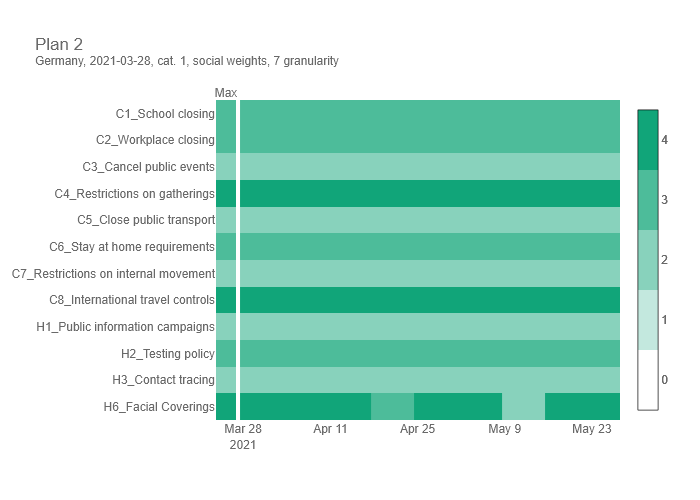 Plan 2
Germany, 2021-03-28, cat. 1, social weights, 7 granularity
Max
C1_School closing
C2_Workplace closing
C3_Cancel public events
C4_Restrictions on gatherings
C5_Close public transport
C6_Stay at home requirements
C7_Restrictions on internal movement
C8_International travel controls
H1_Public information campaigns
H2_Testing policy
H3_Contact tracing
H6_Facial Coverings
Mar 28 Apr 11 Apr 25 May 9 May 23
2021
4
3
2
1
0